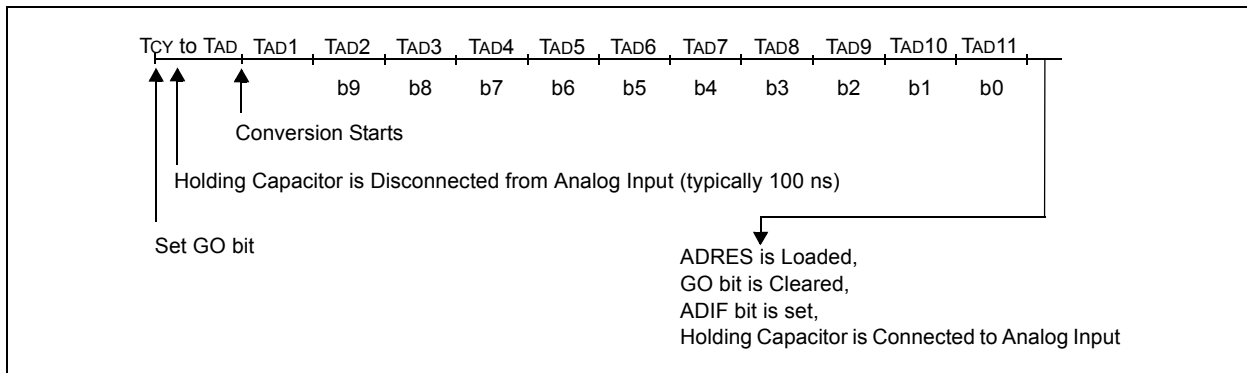 TCY to TAD TAD1 TAD2 TAD3 TAD4 TAD5 TAD6 TAD7 TAD8 TAD9 TAD10 TAD11
b9 b8 b7 b6 b5 b4 b3 b2 b1 b0
Conversion Starts
Holding Capacitor is Disconnected from Analog Input (typically 100 ns)
Set GO bit
ADRES is Loaded,
GO bit is Cleared,
ADIF bit is set,
Holding Capacitor is Connected to Analog Input